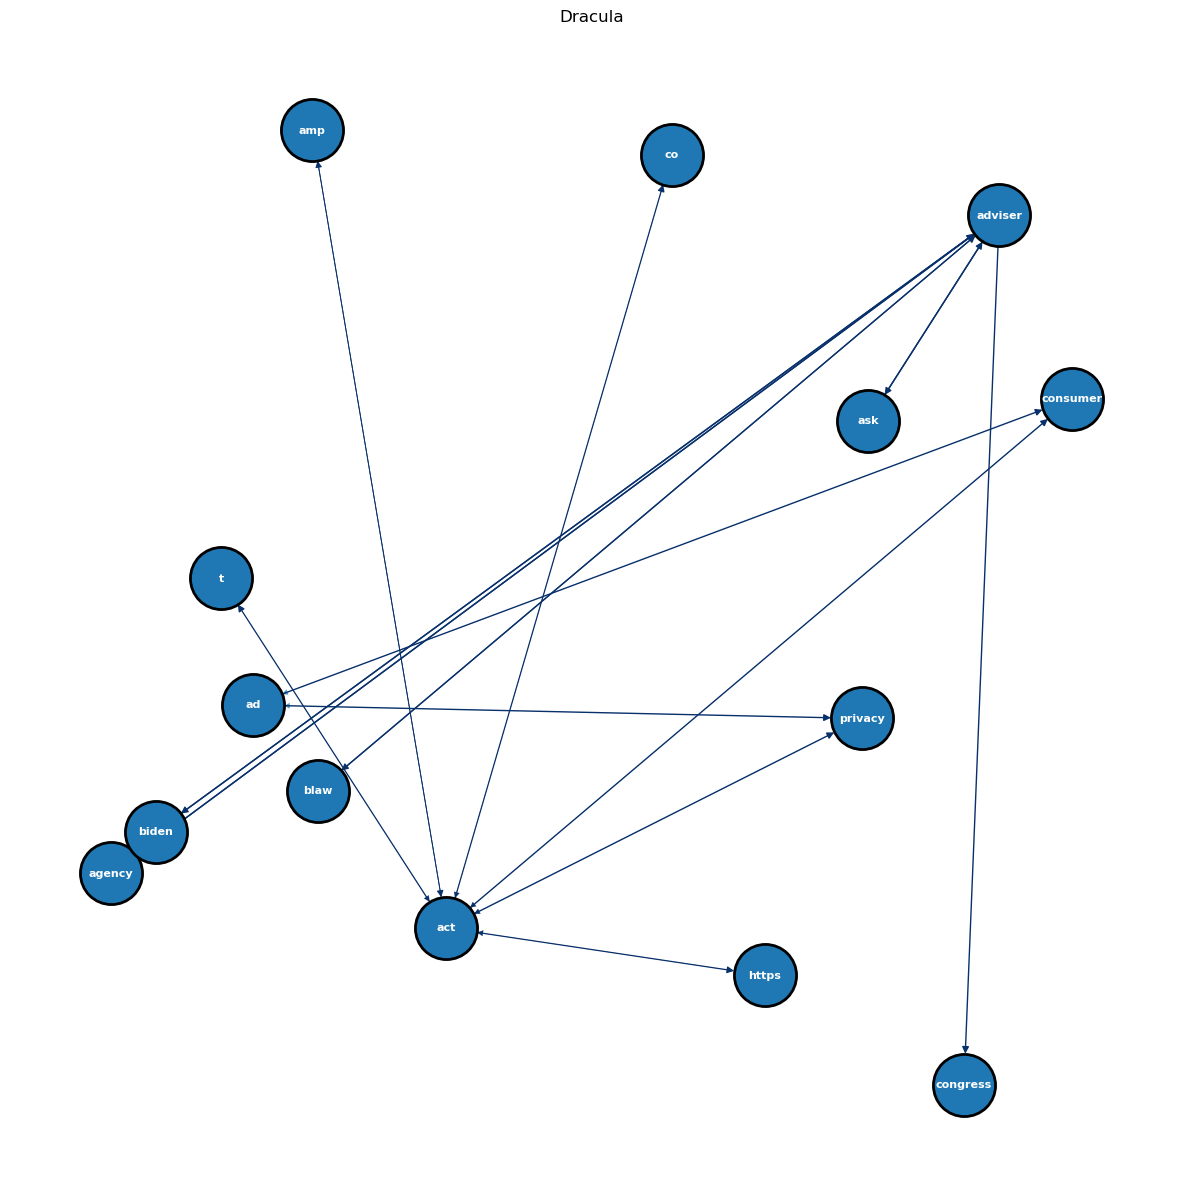 Dracula
amp
co
adviser
consumer
ask
t
ad
privacy
blaw
biden
agency
act
https
congress